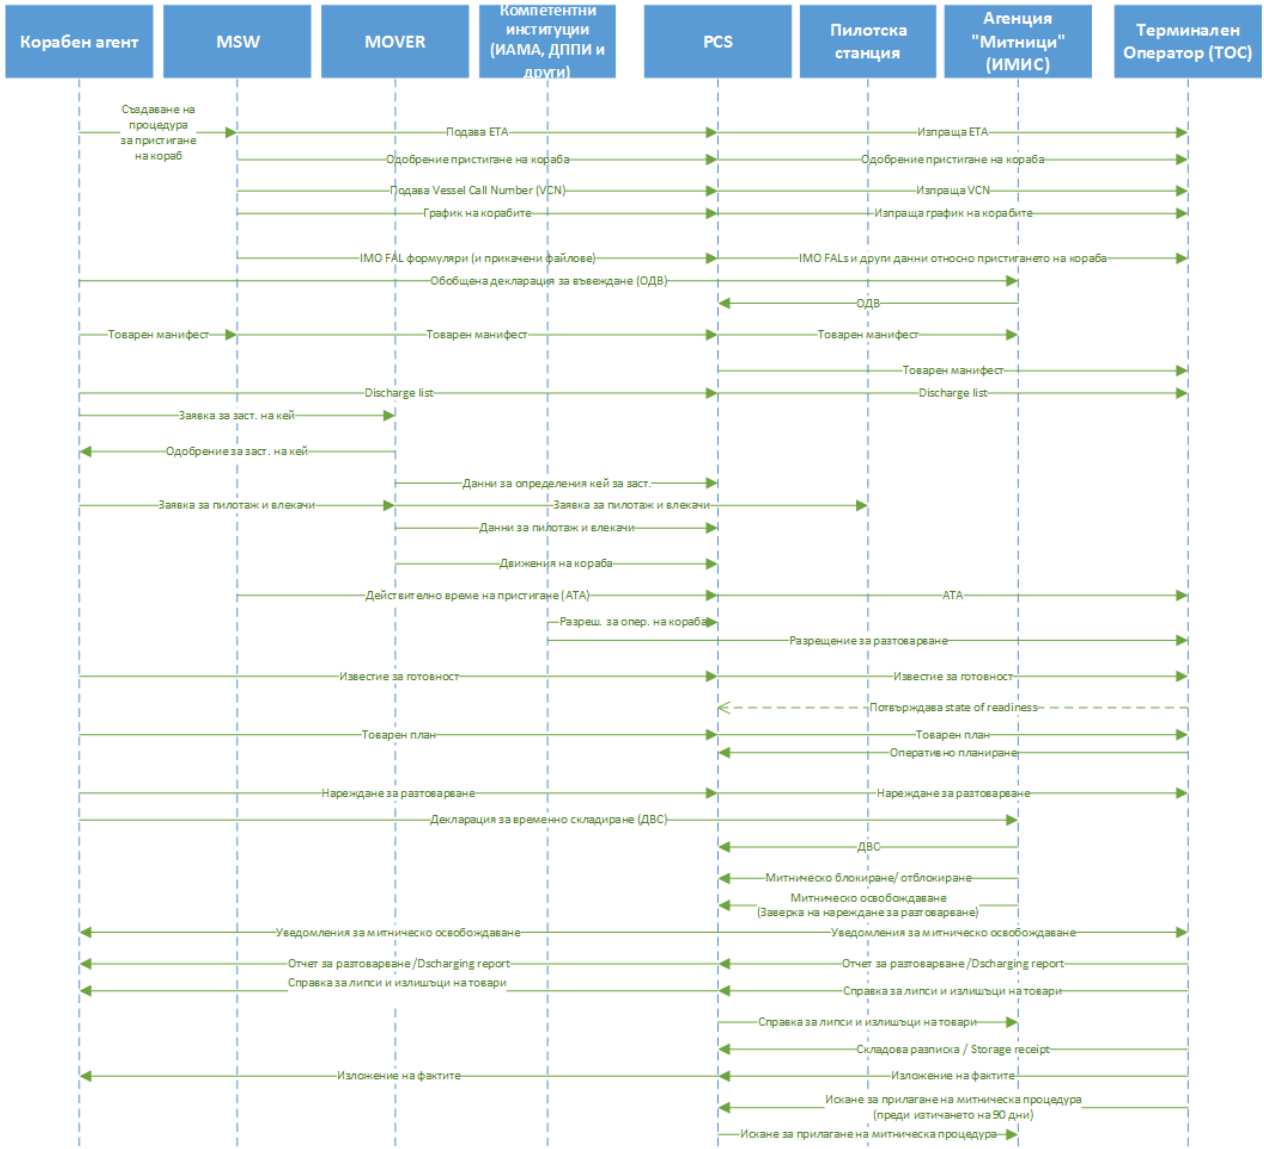 Корабен агент
MSW
MOVER
Компетентни
институции
(ИАМА, ДППИ и
други)
PCS
Пилотска
станция
Агенция
"Митници"
(ИМИС)
Терминален
Оператор (ТОС)
Създаване на
процедура
за пристигане
на кораб
Подава ETA
Изпраща ETA
Одобрение пристигане на кораба
Одобрение пристигане на кораба
Подава Vessel Call Number (VCN)
Изпраща VCN
График на корабите
Изпраща график на корабите
IMO FAL формуляри (и прикачени файлове)
IMO FALs и други данни относно пристигането на кораба
Обобщена декларация за въвеждане (ОДВ)
ОДВ
Товарен манифест
Товарен манифест
Товарен манифест
Товарен манифест
Discharge list
Discharge list
Заявка за заст. на кей
Одобрение за заст. на кей
Данни за определения кей за заст.
Заявка за пилотаж и влекачи
Заявка за пилотаж и влекачи
Данни за пилотаж и влекачи
Движения на кораба
Действително време на пристигане (ATA)
ATA
Разреш. за опер. на кораба
Разрещение за разтоварване
Известие за готовност
Известие за готовност
Потвърждава state of readiness
Товарен план
Товарен план
Оперативно планиране
Нареждане за разтоварване
Нареждане за разтоварване
Декларация за временно складиране (ДВС)
ДВС
Митническо блокиране/ отблокиране
Митническо освобождаване
(Заверка на нареждане за разтоварване)
Уведомления за митническо освобождаване
Уведомления за митническо освобождаване
Отчет за разтоварване /Dscharging report
Отчет за разтоварване /Dscharging report
Справка за липси и излишъци на товари
Справка за липси и излишъци на товари
Справка за липси и излишъци на товари
Складова разписка / Storage receipt
Изложение на фактите
Изложение на фактите
Искане за прилагане на митническа процедура
(преди изтичането на 90 дни)
Искане за прилагане на митническа процедура